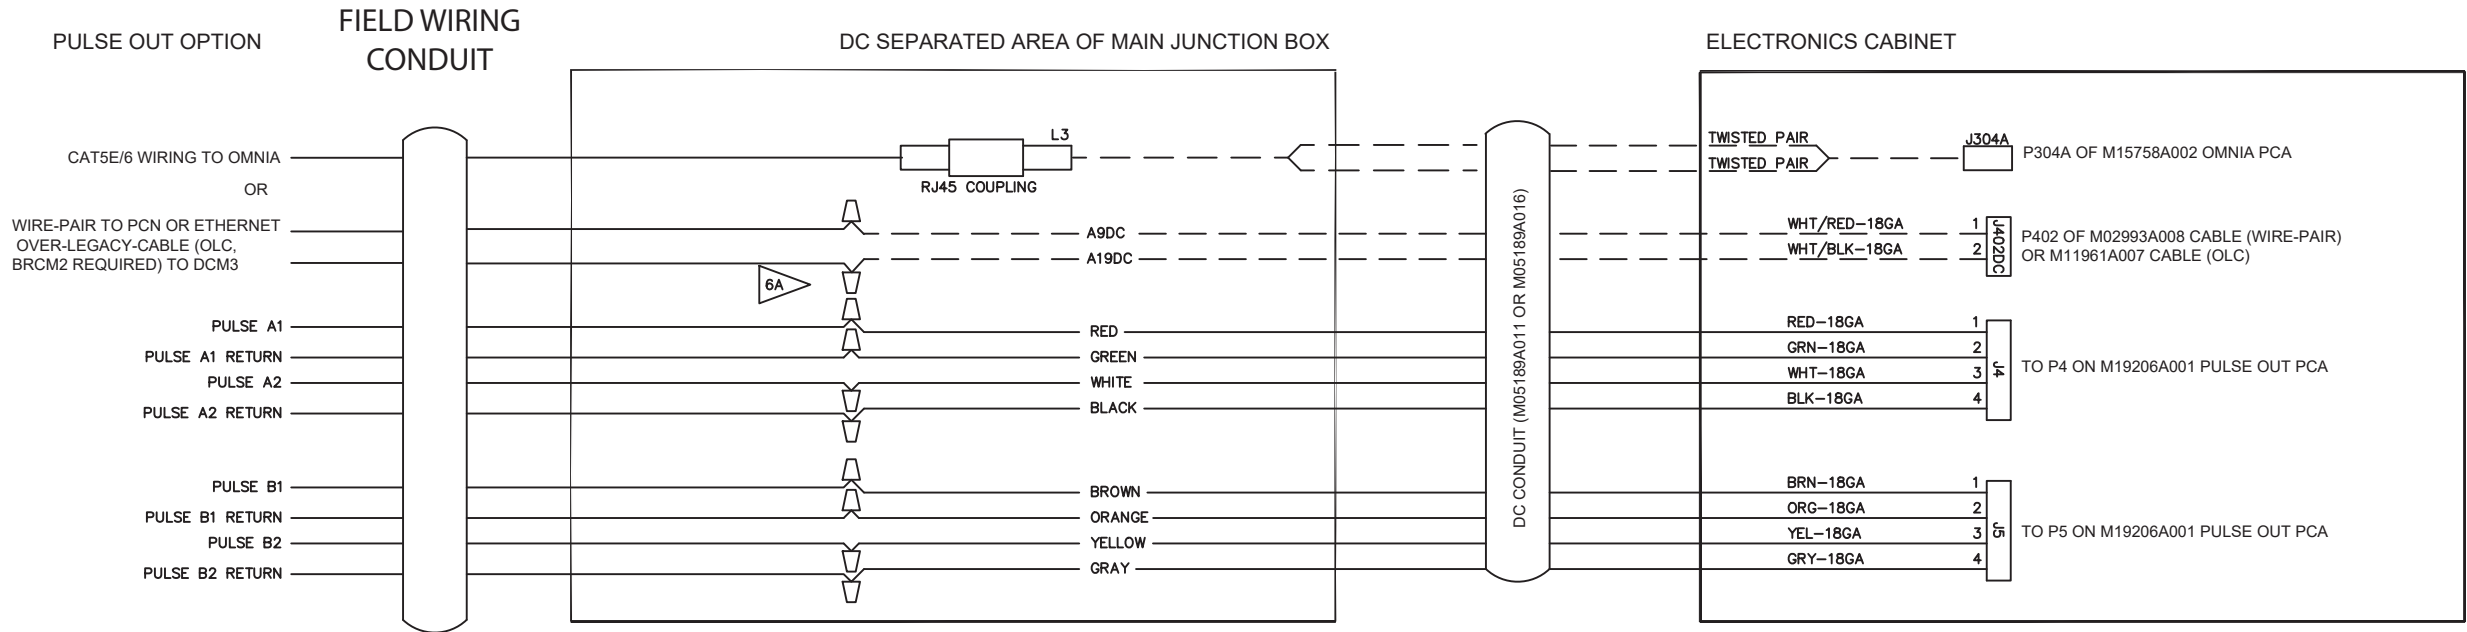 PULSE OUT OPTION
FIELD WIRING
CONDUIT
DC SEPARATED AREA OF MAIN JUNCTION BOX
ELECTRONICS CABINET
CAT5E/6 WIRING TO OMNIA
OR
WIRE-PAIR TO PCN OR ETHERNET
OVER-LEGACY-CABLE (OLC,
BRCM2 REQUIRED) TO DCM3
PULSE A1
PULSE A1 RETURN
PULSE A2
PULSE A2 RETURN
PULSE B1
PULSE B1 RETURN
PULSE B2
PULSE B2 RETURN
L3
RJ45 COUPLING
6A
A9DC
A19DC
RED
GREEN
WHITE
BLACK
BROWN
ORANGE
YELLOW
GRAY
DC CONDUIT (M05189A011 OR M05189A016)
TWISTED PAIR
TWISTED PAIR
J304A
P304A OF M15758A002 OMNIA PCA
WHT/RED-18GA 1
WHT/BLK-18GA 2
J402DC
P402 OF M02993A008 CABLE (WIRE-PAIR)
OR M11961A007 CABLE (OLC)
RED-18GA 1
GRN-18GA 2
WHT-18GA 3
BLK-18GA 4
J4
TO P4 ON M19206A001 PULSE OUT PCA
BRN-18GA 1
ORG-18GA 2
YEL-18GA 3
GRY-18GA 4
J5
TO P5 ON M19206A001 PULSE OUT PCA